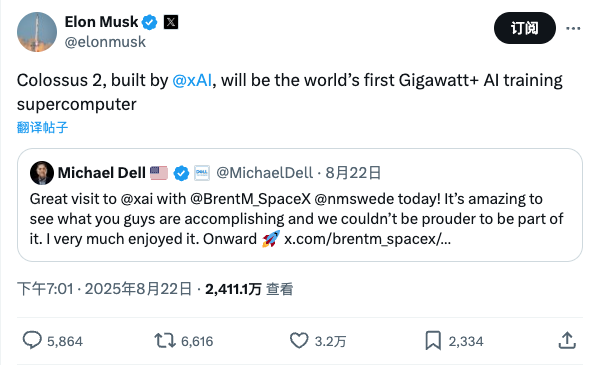 Elon Musk
订阅
@elonmusk
Colossus 2, built by @xAI, will be the world’s first Gigawatt+ AI training
supercomputer
翻译帖子
Michael Dell 🇺🇸 DELL @MichaelDell · 8月22日
Great visit to @xai with @BrentM_SpaceX @nmswede today! It’s amazing to
see what you guys are accomplishing and we couldn’t be prouder to be part of
it. I very much enjoyed it. Onward 🚀 x.com/brentm_spacex/...
下午7:01 · 2025年8月22日 · 2,411.1万 查看
5,864 6,616 3.2万 2,334